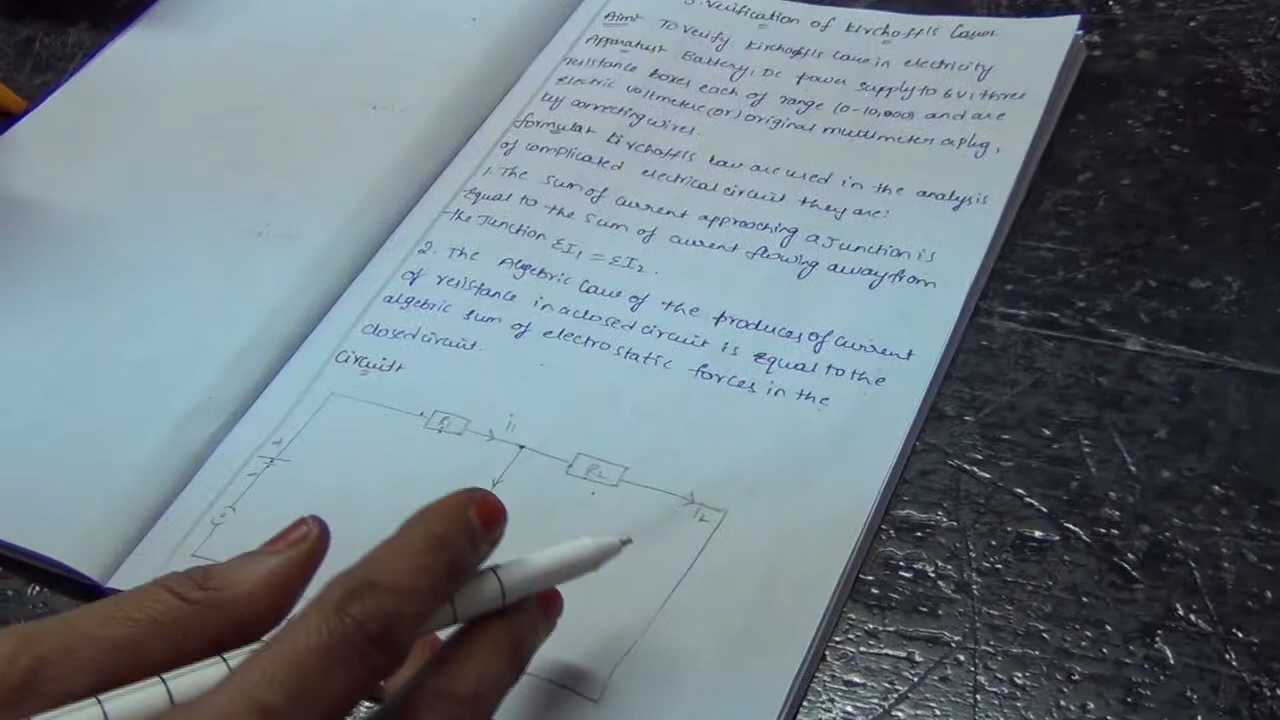 3. Verification of Kirchoff's Laws
Aim: To verify Kirchoff's law in electricity
Apparatus: Battery, DC power supply to 6V, three
resistance boxes each of range (0-10,000) and are
electric voltmeter (or) original multimeter a plug,
by connecting wires.
formula: Kirchoff's law are used in the analysis
of complicated electrical circuit they are:
1. The sum of current approaching a Junction is
Equal to the sum of current flowing away from
the Junction ΣI1 = ΣI2.
2. The Algebric law of the produces of current
of resistance in a closed circuit is Equal to the
algebric sum of electrostatic forces in the
closed circuit.
Circuit:
R1
i1
R2
i2